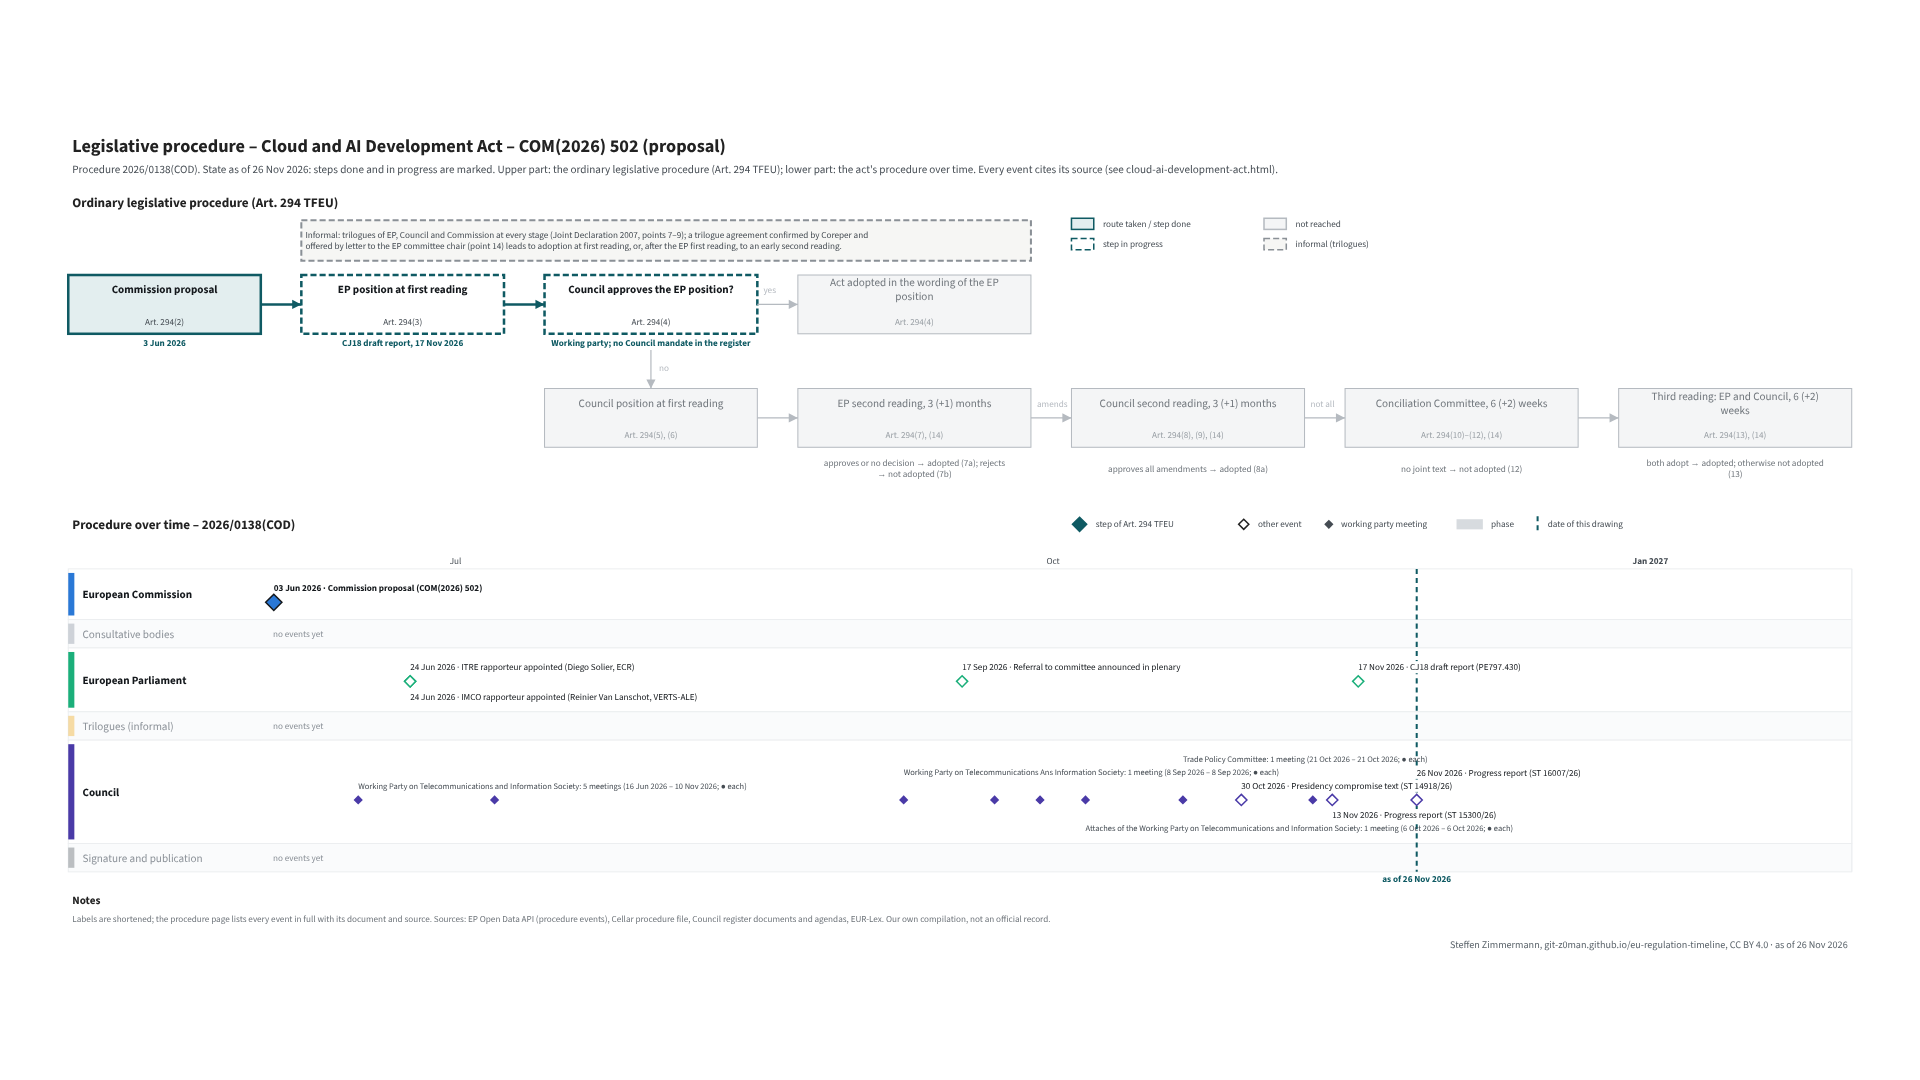 Legislative procedure – Cloud and AI Development Act – COM(2026) 502 (proposal)
Procedure 2026/0138(COD). State as of 26 Nov 2026: steps done and in progress are marked. Upper part: the ordinary legislative procedure (Art. 294 TFEU); lower part: the act's procedure over time. Every event cites its source (see cloud-ai-development-act.html).
Ordinary legislative procedure (Art. 294 TFEU)
Informal: trilogues of EP, Council and Commission at every stage (Joint Declaration 2007, points 7–9); a trilogue agreement confirmed by Coreper and
offered by letter to the EP committee chair (point 14) leads to adoption at first reading, or, after the EP first reading, to an early second reading.
route taken / step done
not reached
step in progress
informal (trilogues)
Commission proposal
Art. 294(2)
3 Jun 2026
EP position at first reading
Art. 294(3)
CJ18 draft report, 17 Nov 2026
Council approves the EP position?
Art. 294(4)
Working party; no Council mandate in the register
yes
Act adopted in the wording of the EP
position
Art. 294(4)
no
Council position at first reading
Art. 294(5), (6)
EP second reading, 3 (+1) months
Art. 294(7), (14)
approves or no decision → adopted (7a); rejects
→ not adopted (7b)
amends
Council second reading, 3 (+1) months
Art. 294(8), (9), (14)
approves all amendments → adopted (8a)
not all
Conciliation Committee, 6 (+2) weeks
Art. 294(10)–(12), (14)
no joint text → not adopted (12)
Third reading: EP and Council, 6 (+2)
weeks
Art. 294(13), (14)
both adopt → adopted; otherwise not adopted
(13)
Procedure over time – 2026/0138(COD)
step of Art. 294 TFEU
other event
working party meeting
phase
date of this drawing
Jul
Oct
Jan 2027
European Commission
03 Jun 2026 · Commission proposal (COM(2026) 502)
Consultative bodies
no events yet
European Parliament
24 Jun 2026 · ITRE rapporteur appointed (Diego Solier, ECR)
24 Jun 2026 · IMCO rapporteur appointed (Reinier Van Lanschot, VERTS-ALE)
17 Sep 2026 · Referral to committee announced in plenary
17 Nov 2026 · CJ18 draft report (PE797.430)
Trilogues (informal)
no events yet
Council
Trade Policy Committee: 1 meeting (21 Oct 2026 – 21 Oct 2026; ◆ each)
Working Party on Telecommunications Ans Information Society: 1 meeting (8 Sep 2026 – 8 Sep 2026; ◆ each)
26 Nov 2026 · Progress report (ST 16007/26)
Working Party on Telecommunications and Information Society: 5 meetings (16 Jun 2026 – 10 Nov 2026; ◆ each)
30 Oct 2026 · Presidency compromise text (ST 14918/26)
13 Nov 2026 · Progress report (ST 15300/26)
Attaches of the Working Party on Telecommunications and Information Society: 1 meeting (6 Oct 2026 – 6 Oct 2026; ◆ each)
Signature and publication
no events yet
as of 26 Nov 2026
Notes
Labels are shortened; the procedure page lists every event in full with its document and source. Sources: EP Open Data API (procedure events), Cellar procedure file, Council register documents and agendas, EUR-Lex. Our own compilation, not an official record.
Steffen Zimmermann, git-z0man.github.io/eu-regulation-timeline, CC BY 4.0 · as of 26 Nov 2026